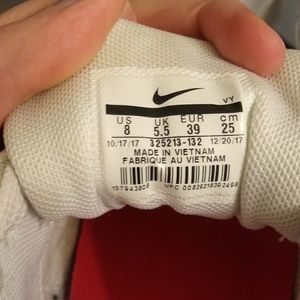 VY
US UK EUR cm
8 5.5 39 25
10/17/17 325213-132 12/20/17
MADE IN VIETNAM
FABRIQUE AU VIETNAM
UPC